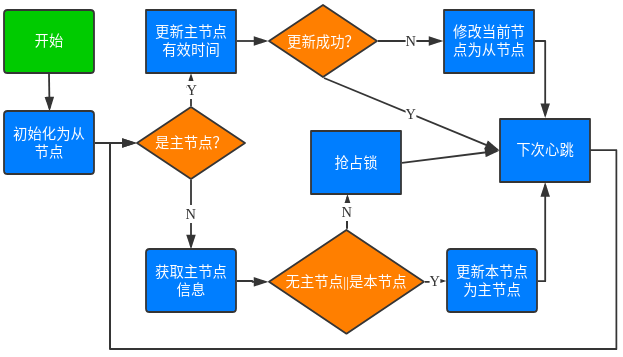 开始
更新主节点
有效时间
更新成功?
N
修改当前节
点为从节点
Y
Y
初始化为从
节点
是主节点?
抢占锁
下次心跳
N
N
获取主节点
信息
无主节点||是本节点
Y
更新本节点
为主节点